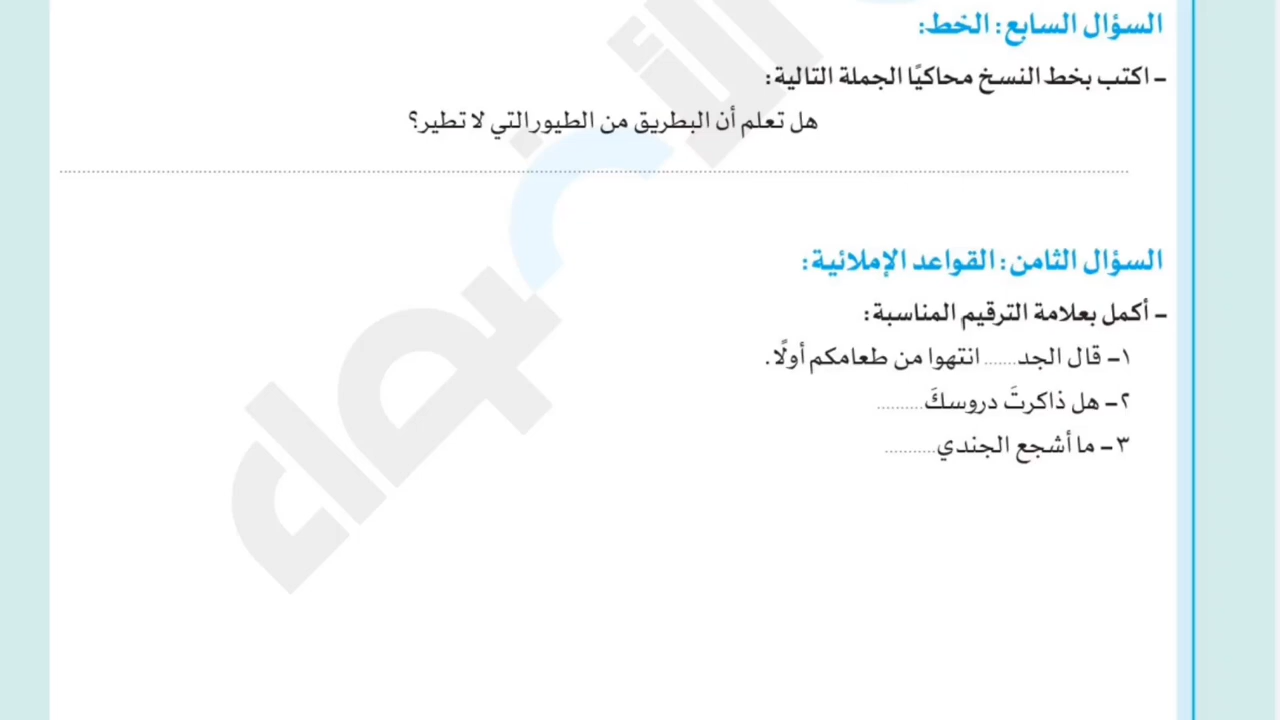 السؤال السابع: الخط:
- اكتب بخط النسخ محاكيًا الجملة التالية:
هل تعلم أن البطريق من الطيور التي لا تطير؟
................................................................
السؤال الثامن: القواعد الإملائية:
- أكمل بعلامة الترقيم المناسبة:
١- قال الجد....... انتهوا من طعامكم أولًا.
٢- هل ذاكرتَ دروسكَ..........
٣- ما أشجع الجندي...........
الأضواء